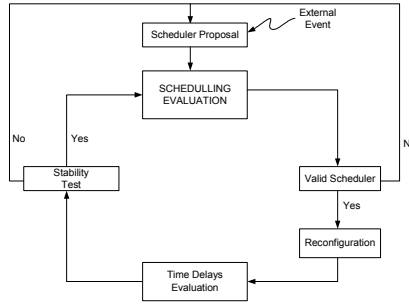 External
Event
Scheduler Proposal
SCHEDULLING
EVALUATION
No
Yes
N
Stability
Test
Valid Scheduler
Yes
Reconfiguration
Time Delays
Evaluation